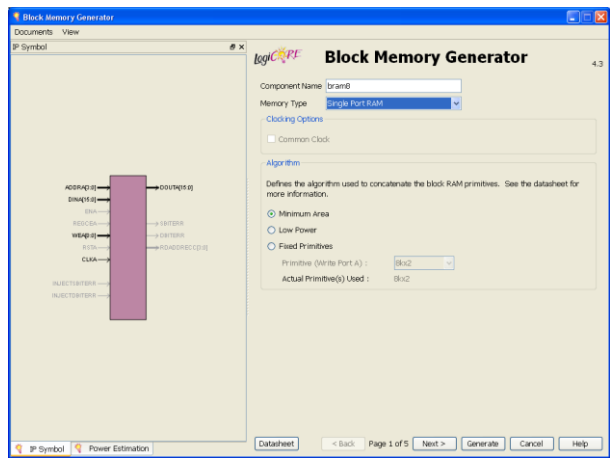 Block Memory Generator
Documents View
IP Symbol
LogiCORE
Block Memory Generator
4.3
Component Name bram8
Memory Type Single Port RAM
Clocking Options
Common Clock
Algorithm
Defines the algorithm used to concatenate the block RAM primitives. See the datasheet for
more information.
Minimum Area
Low Power
Fixed Primitives
Primitive (Write Port A) : 8kx2
Actual Primitive(s) Used : 8kx2
ADDRA[3:0] DOUTA[15:0]
DINA[15:0]
ENA
REGCEA SBITERR
WEA[0:0] DBITERR
RSTA RDADDRECC[3:0]
CLKA
INJECTSBITERR
INJECTDBITERR
IP Symbol Power Estimation
Datasheet < Back Page 1 of 5 Next > Generate Cancel Help